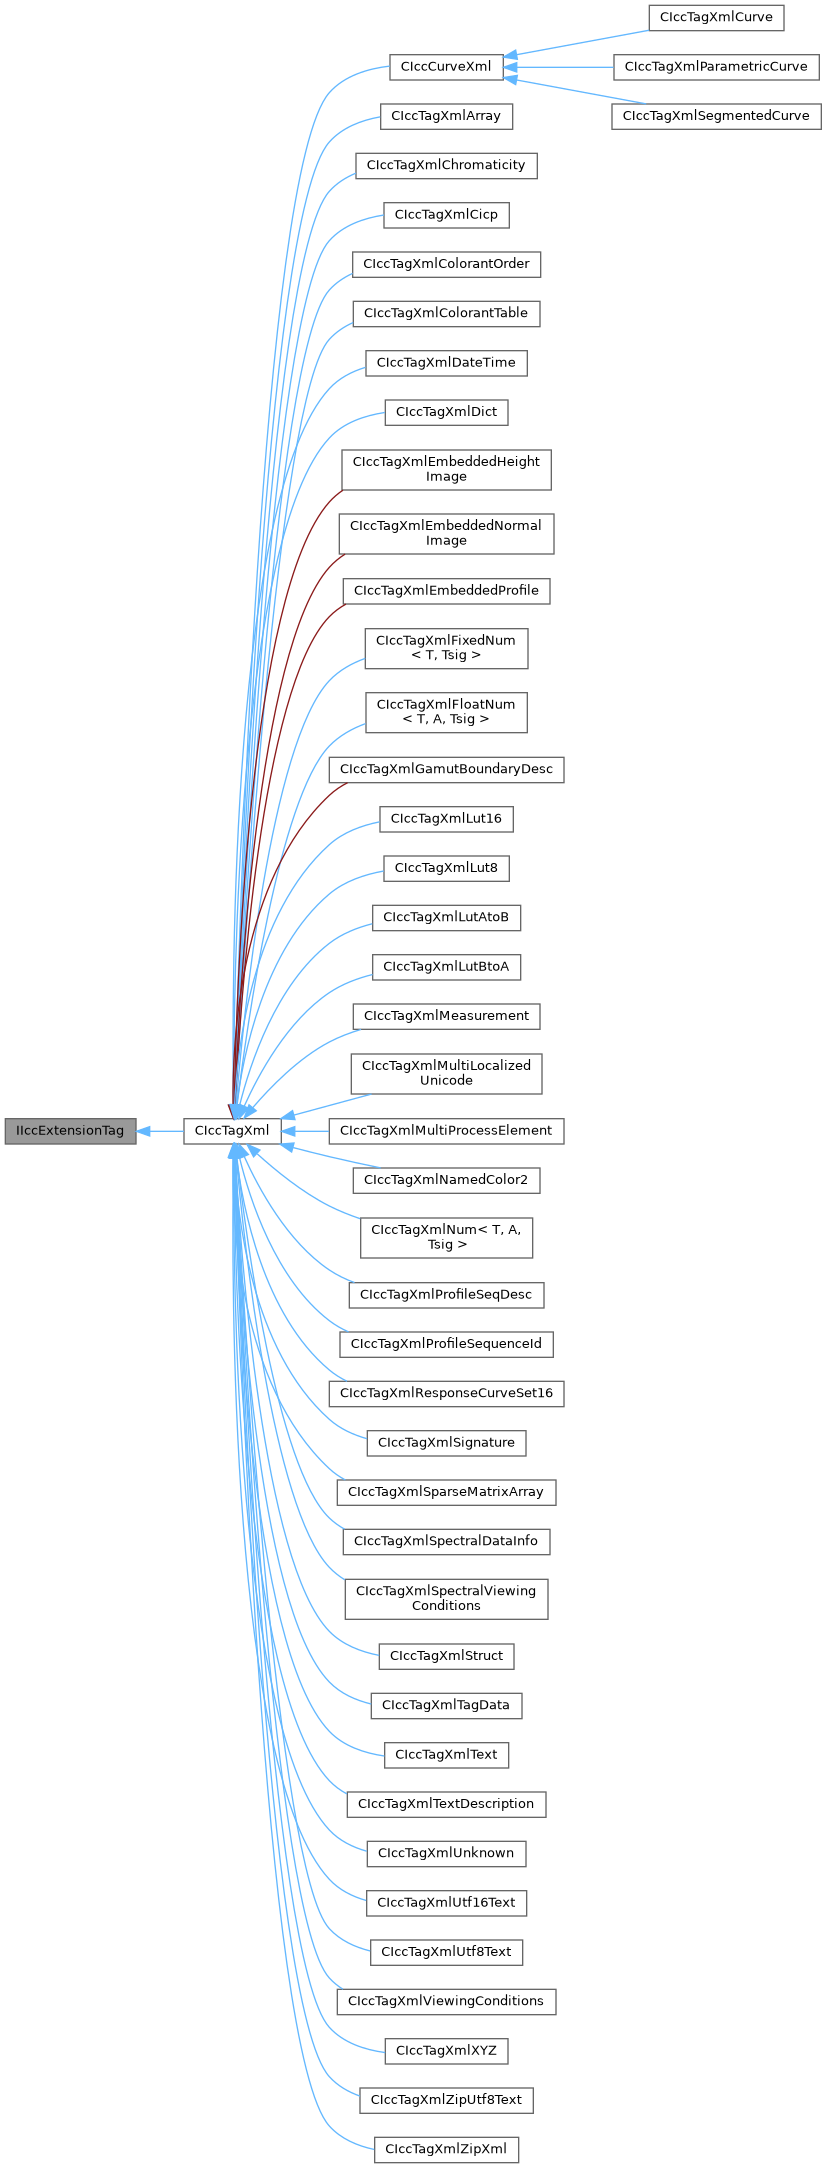 CIccTagXmlCurve
CIccCurveXml
CIccTagXmlParametricCurve
CIccTagXmlArray
CIccTagXmlSegmentedCurve
CIccTagXmlChromaticity
CIccTagXmlCicp
CIccTagXmlColorantOrder
CIccTagXmlColorantTable
CIccTagXmlDateTime
CIccTagXmlDict
CIccTagXmlEmbeddedHeight
Image
CIccTagXmlEmbeddedNormal
Image
CIccTagXmlEmbeddedProfile
CIccTagXmlFixedNum
< T, Tsig >
CIccTagXmlFloatNum
< T, A, Tsig >
CIccTagXmlGamutBoundaryDesc
CIccTagXmlLut16
CIccTagXmlLut8
CIccTagXmlLutAtoB
CIccTagXmlLutBtoA
CIccTagXmlMeasurement
CIccTagXmlMultiLocalized
Unicode
IIccExtensionTag
CIccTagXml
CIccTagXmlMultiProcessElement
CIccTagXmlNamedColor2
CIccTagXmlNum< T, A,
Tsig >
CIccTagXmlProfileSeqDesc
CIccTagXmlProfileSequenceId
CIccTagXmlResponseCurveSet16
CIccTagXmlSignature
CIccTagXmlSparseMatrixArray
CIccTagXmlSpectralDataInfo
CIccTagXmlSpectralViewing
Conditions
CIccTagXmlStruct
CIccTagXmlTagData
CIccTagXmlText
CIccTagXmlTextDescription
CIccTagXmlUnknown
CIccTagXmlUtf16Text
CIccTagXmlUtf8Text
CIccTagXmlViewingConditions
CIccTagXmlXYZ
CIccTagXmlZipUtf8Text
CIccTagXmlZipXml